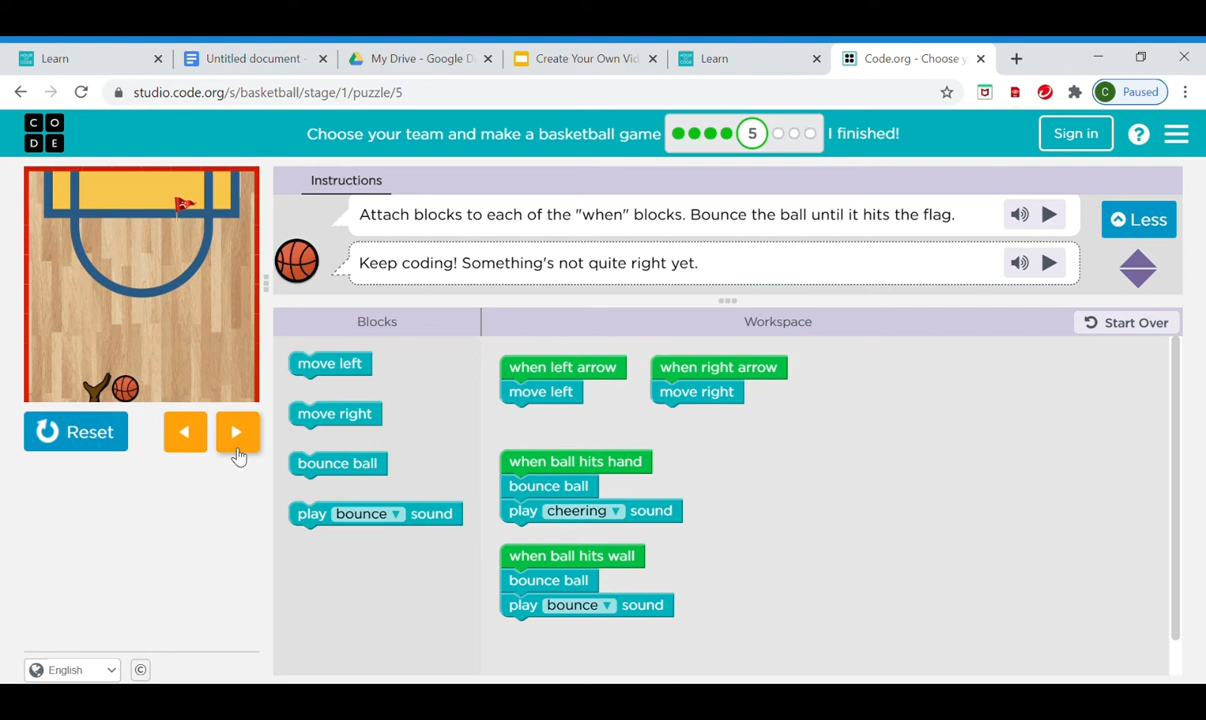 Learn
Untitled document -
My Drive - Google D
Create Your Own Vid
Learn
Code.org - Choose y
studio.code.org/s/basketball/stage/1/puzzle/5
C Paused
C O
D E
Choose your team and make a basketball game
5
I finished!
Sign in
?
Instructions
Attach blocks to each of the "when" blocks. Bounce the ball until it hits the flag.
Less
Keep coding! Something's not quite right yet.
Blocks
Workspace
Start Over
move left
move right
bounce ball
play bounce sound
when left arrow
move left
when right arrow
move right
when ball hits hand
bounce ball
play cheering sound
when ball hits wall
bounce ball
play bounce sound
Reset
English
©